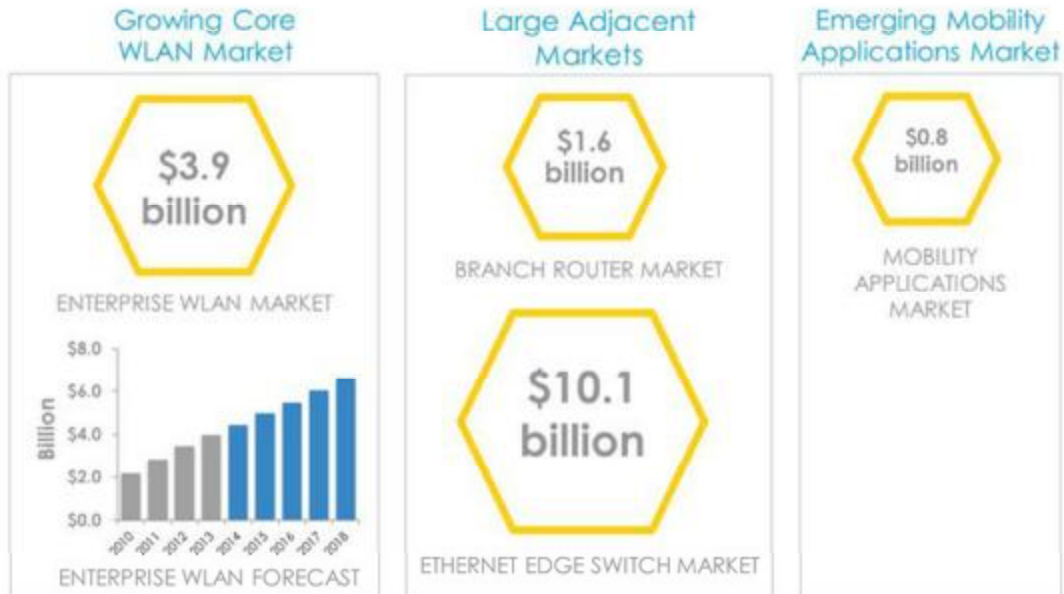 Growing Core
WLAN Market
$3.9
billion
ENTERPRISE WLAN MARKET
$8.0
$6.0
$4.0
$2.0
$0.0
Billion
2010
2011
2012
2013
2014
2015
2016
2017
2018
ENTERPRISE WLAN FORECAST
Large Adjacent
Markets
$1.6
billion
BRANCH ROUTER MARKET
$10.1
billion
ETHERNET EDGE SWITCH MARKET
Emerging Mobility
Applications Market
$0.8
billion
MOBILITY
APPLICATIONS
MARKET